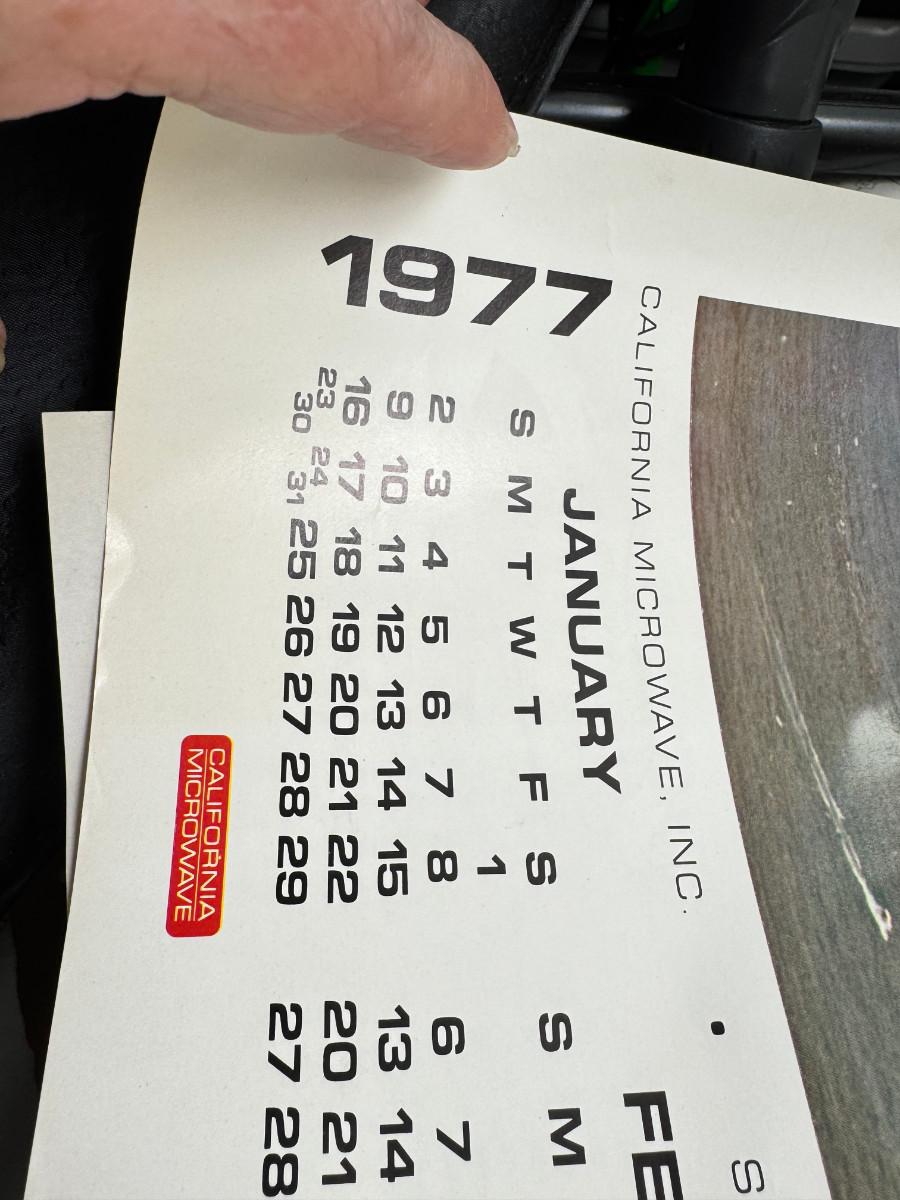 1977
CALIFORNIA MICROWAVE, INC. • S
JANUARY
S M T W T F S
1
2 3 4 5 6 7 8
9 10 11 12 13 14 15
16 17 18 19 20 21 22
23 24 25 26 27 28 29
30 31
CALIFORNIA
MICROWAVE
FE
S M
6 7
13 14
20 21
27 28